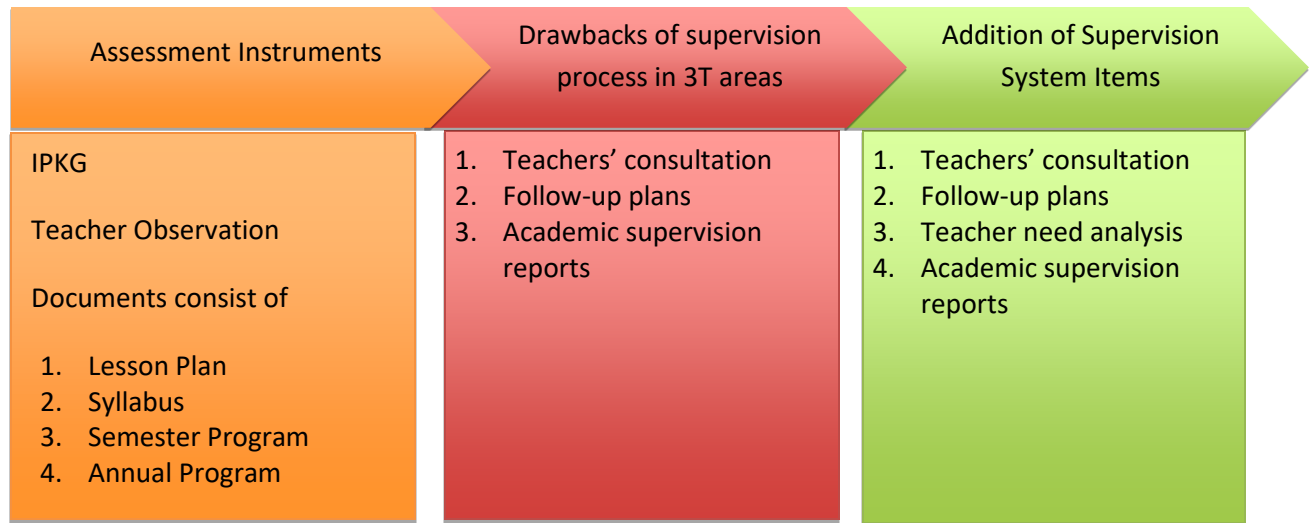 Assessment Instruments
Drawbacks of supervision
process in 3T areas
Addition of Supervision
System Items
IPKG
Teacher Observation
Documents consist of
1. Lesson Plan
2. Syllabus
3. Semester Program
4. Annual Program
1. Teachers’ consultation
2. Follow-up plans
3. Academic supervision
reports
1. Teachers’ consultation
2. Follow-up plans
3. Teacher need analysis
4. Academic supervision
reports